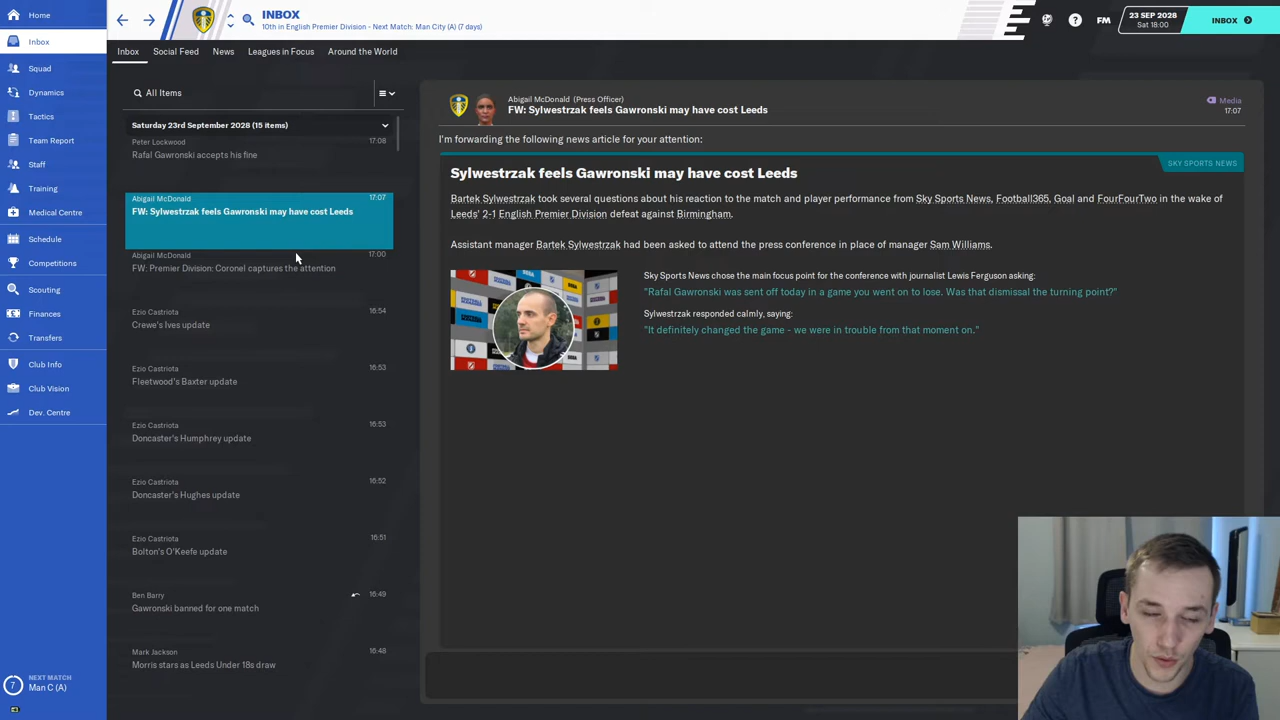 Home
Inbox
Squad
Dynamics
Tactics
Team Report
Staff
Training
Medical Centre
Schedule
Competitions
Scouting
Finances
Transfers
Club Info
Club Vision
Dev. Centre
7
NEXT MATCH
Man C (A)
INBOX
10th in English Premier Division - Next Match: Man City (A) (7 days)
?
FM
23 SEP 2028
Sat 18:00
INBOX
Inbox
Social Feed
News
Leagues in Focus
Around the World
All Items
Saturday 23rd September 2028 (15 items)
Peter Lockwood 17:08
Rafal Gawronski accepts his fine
Abigail McDonald 17:07
FW: Sylwestrzak feels Gawronski may have cost Leeds
Abigail McDonald 17:00
FW: Premier Division: Coronel captures the attention
Ezio Castriota 16:54
Crewe's Ives update
Ezio Castriota 16:53
Fleetwood's Baxter update
Ezio Castriota 16:53
Doncaster's Humphrey update
Ezio Castriota 16:52
Doncaster's Hughes update
Ezio Castriota 16:51
Bolton's O'Keefe update
Ben Barry 16:49
Gawronski banned for one match
Mark Jackson 16:48
Morris stars as Leeds Under 18s draw
Abigail McDonald (Press Officer)
FW: Sylwestrzak feels Gawronski may have cost Leeds
Media
17:07
I'm forwarding the following news article for your attention:
SKY SPORTS NEWS
Sylwestrzak feels Gawronski may have cost Leeds
Bartek Sylwestrzak took several questions about his reaction to the match and player performance from Sky Sports News, Football365, Goal and FourFourTwo in the wake of
Leeds' 2-1 English Premier Division defeat against Birmingham.
Assistant manager Bartek Sylwestrzak had been asked to attend the press conference in place of manager Sam Williams.
Sky Sports News chose the main focus point for the conference with journalist Lewis Ferguson asking:
"Rafal Gawronski was sent off today in a game you went on to lose. Was that dismissal the turning point?"
Sylwestrzak responded calmly, saying:
"It definitely changed the game - we were in trouble from that moment on."